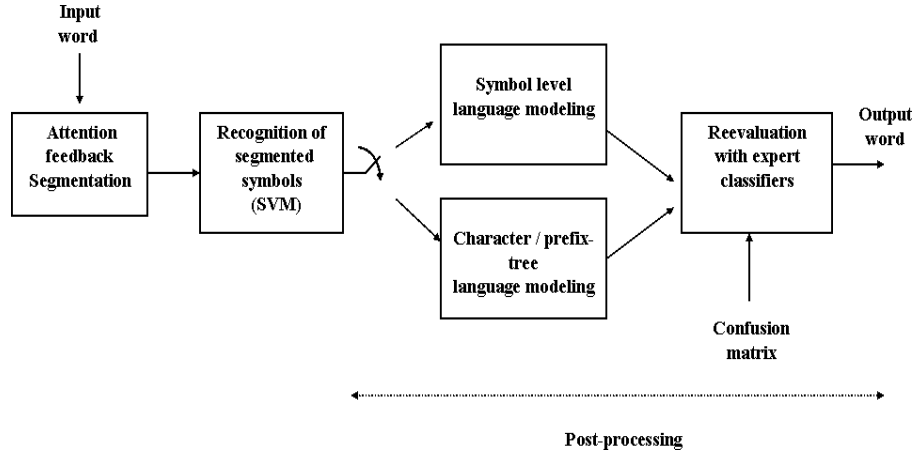 Input
word
Attention
feedback
Segmentation
Recognition of
segmented
symbols
(SVM)
Symbol level
language modeling
Character / prefix-
tree
language modeling
Reevaluation
with expert
classifiers
Output
word
Confusion
matrix
Post-processing